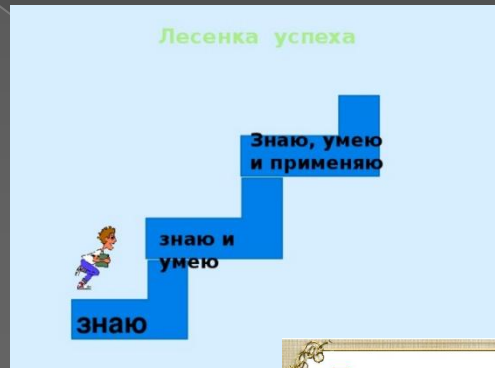 Лесенка успеха
Знаю, умею
и применяю
знаю и
умею
знаю